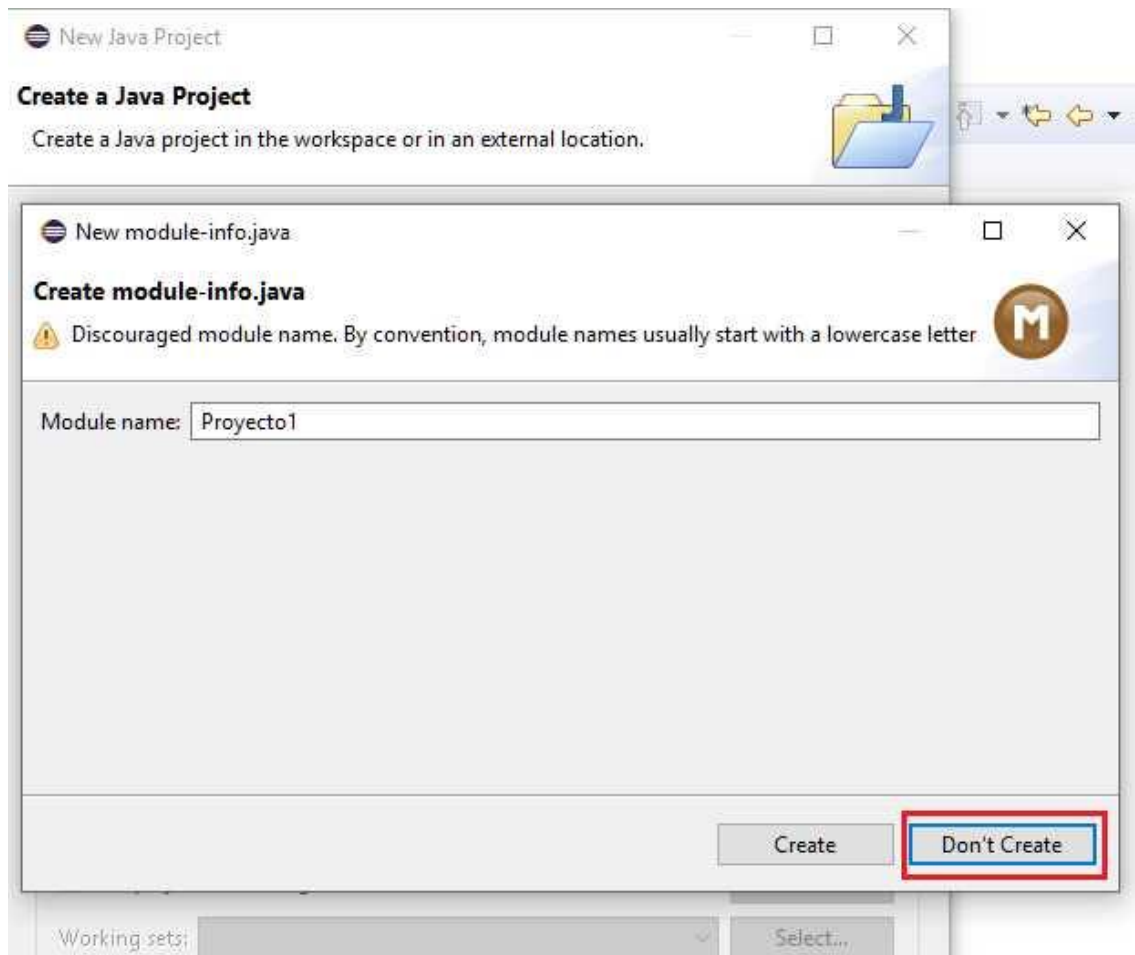 New Java Project
Create a Java Project
Create a Java project in the workspace or in an external location.
New module-info.java
Create module-info.java
Discouraged module name. By convention, module names usually start with a lowercase letter
M
Module name: Proyecto1
Create Don't Create
Working sets: Select...